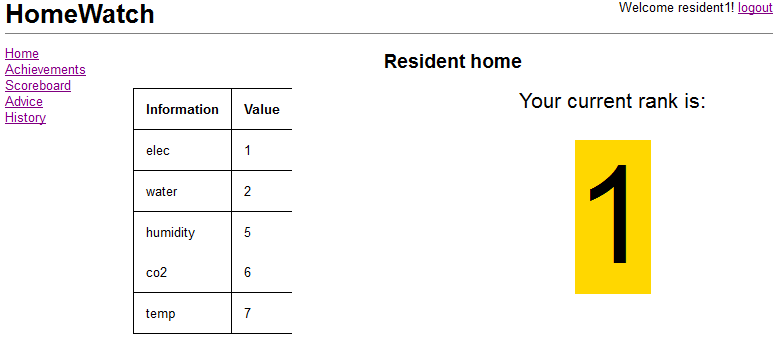 HomeWatch
Welcome resident1! logout
Home
Achievements
Scoreboard
Advice
History
Resident home
Information Value
elec 1
water 2
humidity 5
co2 6
temp 7
Your current rank is:
1